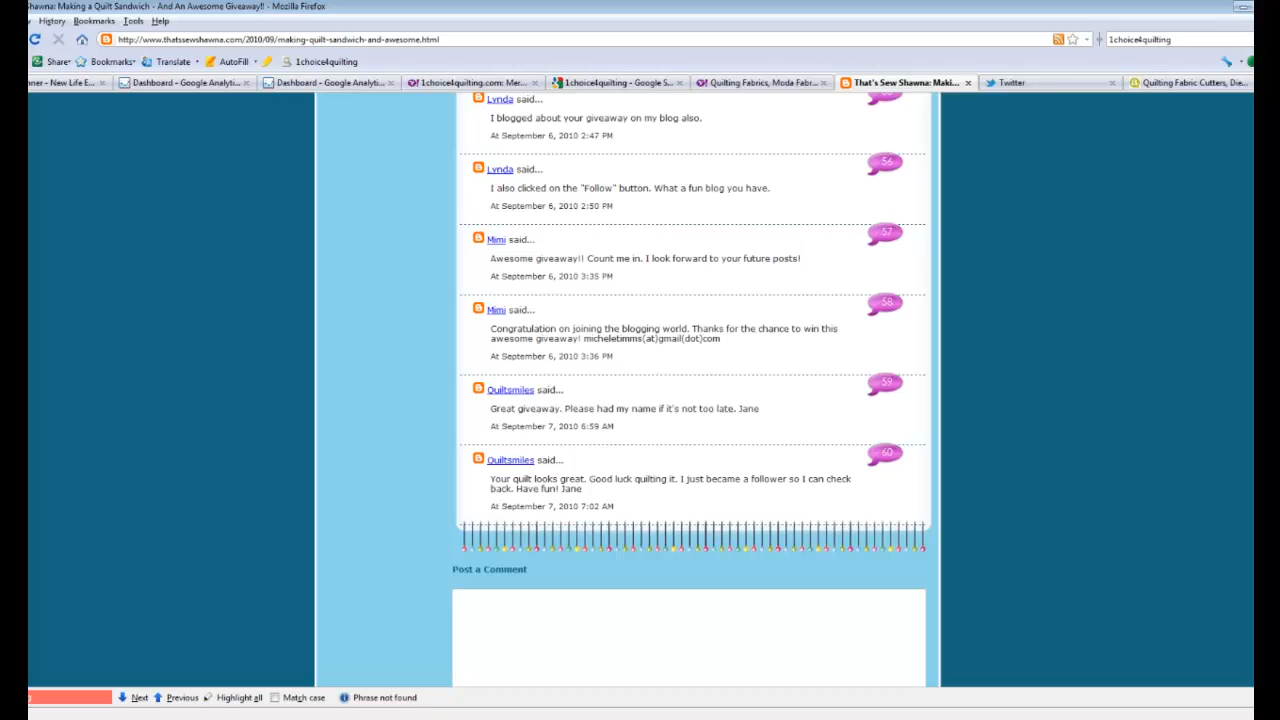 Shawna: Making a Quilt Sandwich - And An Awesome Giveaway!! - Mozilla Firefox
History Bookmarks Tools Help
http://www.thatssewshawna.com/2010/09/making-quilt-sandwich-and-awesome.html 1choice4quilting
Share Bookmarks Translate AutoFill 1choice4quilting
nner - New Life E... Dashboard - Google Analyti... Dashboard - Google Analyti... 1choice4quilting.com: Mer... 1choice4quilting - Google S... Quilting Fabrics, Moda Fabr... That's Sew Shawna: Maki... Twitter Quilting Fabric Cutters, Die...
Lynda said...
I blogged about your giveaway on my blog also.
At September 6, 2010 2:47 PM
56
Lynda said...
I also clicked on the "Follow" button. What a fun blog you have.
At September 6, 2010 2:50 PM
57
Mimi said...
Awesome giveaway!! Count me in. I look forward to your future posts!
At September 6, 2010 3:35 PM
58
Mimi said...
Congratulation on joining the blogging world. Thanks for the chance to win this
awesome giveaway! micheletimms(at)gmail(dot)com
At September 6, 2010 3:36 PM
59
Quiltsmiles said...
Great giveaway. Please had my name if it's not too late. Jane
At September 7, 2010 6:59 AM
60
Quiltsmiles said...
Your quilt looks great. Good luck quilting it. I just became a follower so I can check
back. Have fun! Jane
At September 7, 2010 7:02 AM
Post a Comment
Next Previous Highlight all Match case Phrase not found